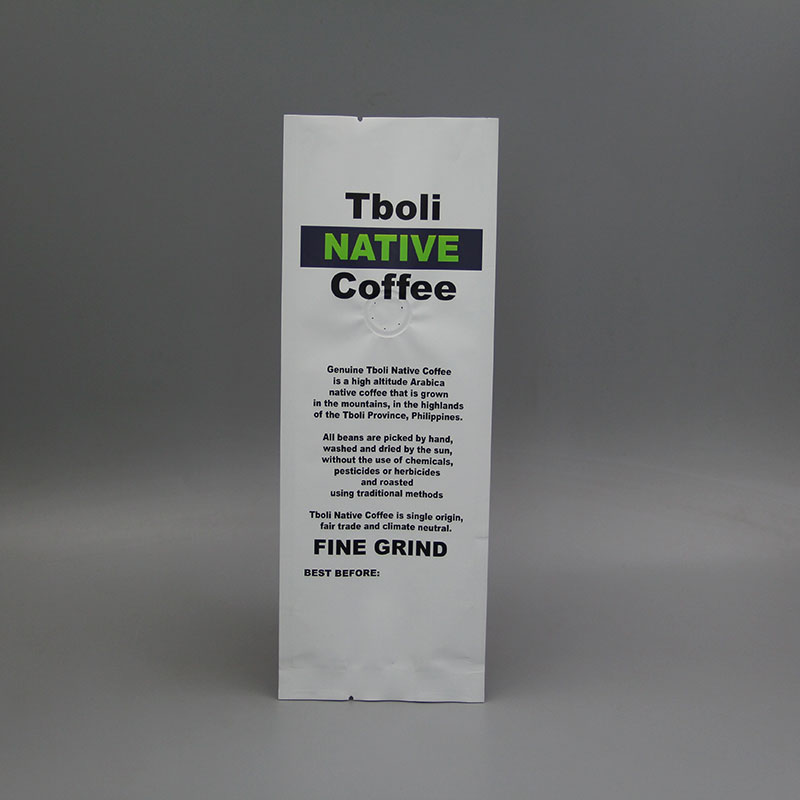 Tboli
NATIVE
Coffee
Genuine Tboli Native Coffee
is a high altitude Arabica
native coffee that is grown
in the mountains, in the highlands
of the Tboli Province, Philippines.
All beans are picked by hand,
washed and dried by the sun,
without the use of chemicals,
pesticides or herbicides
and roasted
using traditional methods
Tboli Native Coffee is single origin,
fair trade and climate neutral.
FINE GRIND
BEST BEFORE: